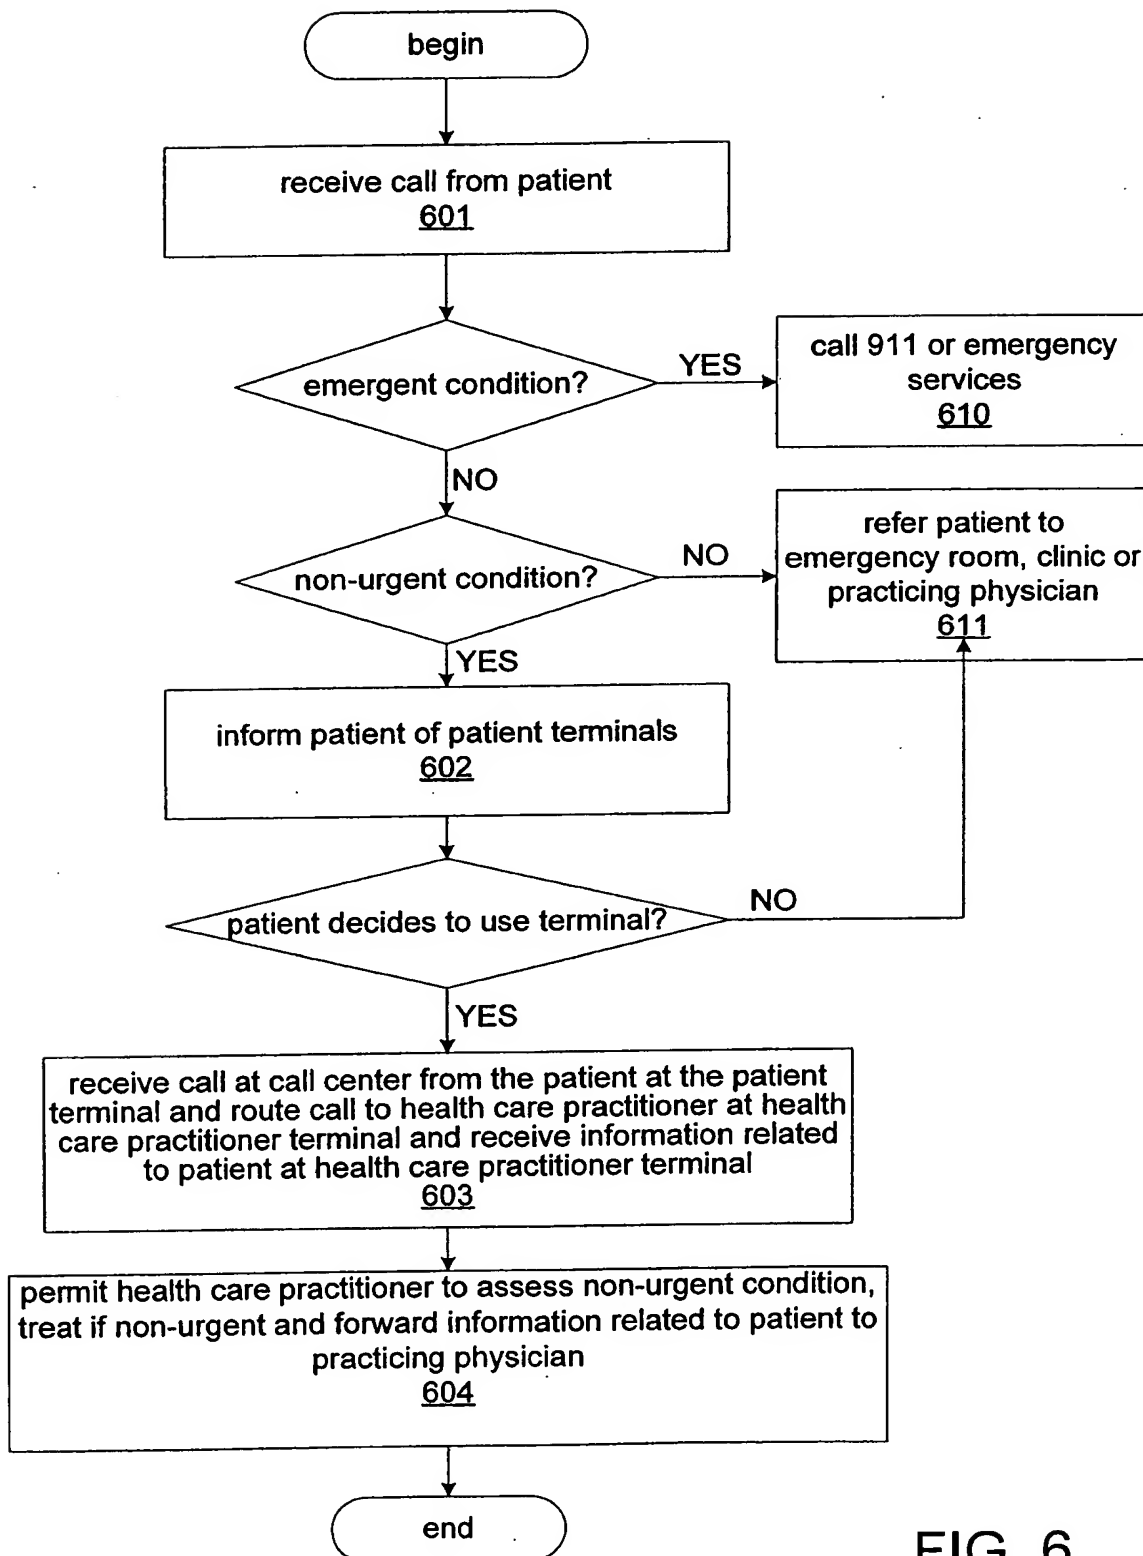 begin
receive call from patient
601
emergent condition?
YES
call 911 or emergency
services
610
NO
non-urgent condition?
NO
refer patient to
emergency room, clinic or
practicing physician
611
YES
inform patient of patient terminals
602
patient decides to use terminal?
NO
YES
receive call at call center from the patient at the patient
terminal and route call to health care practitioner at health
care practitioner terminal and receive information related
to patient at health care practitioner terminal
603
permit health care practitioner to assess non-urgent condition,
treat if non-urgent and forward information related to patient to
practicing physician
604
end
FIG. 6